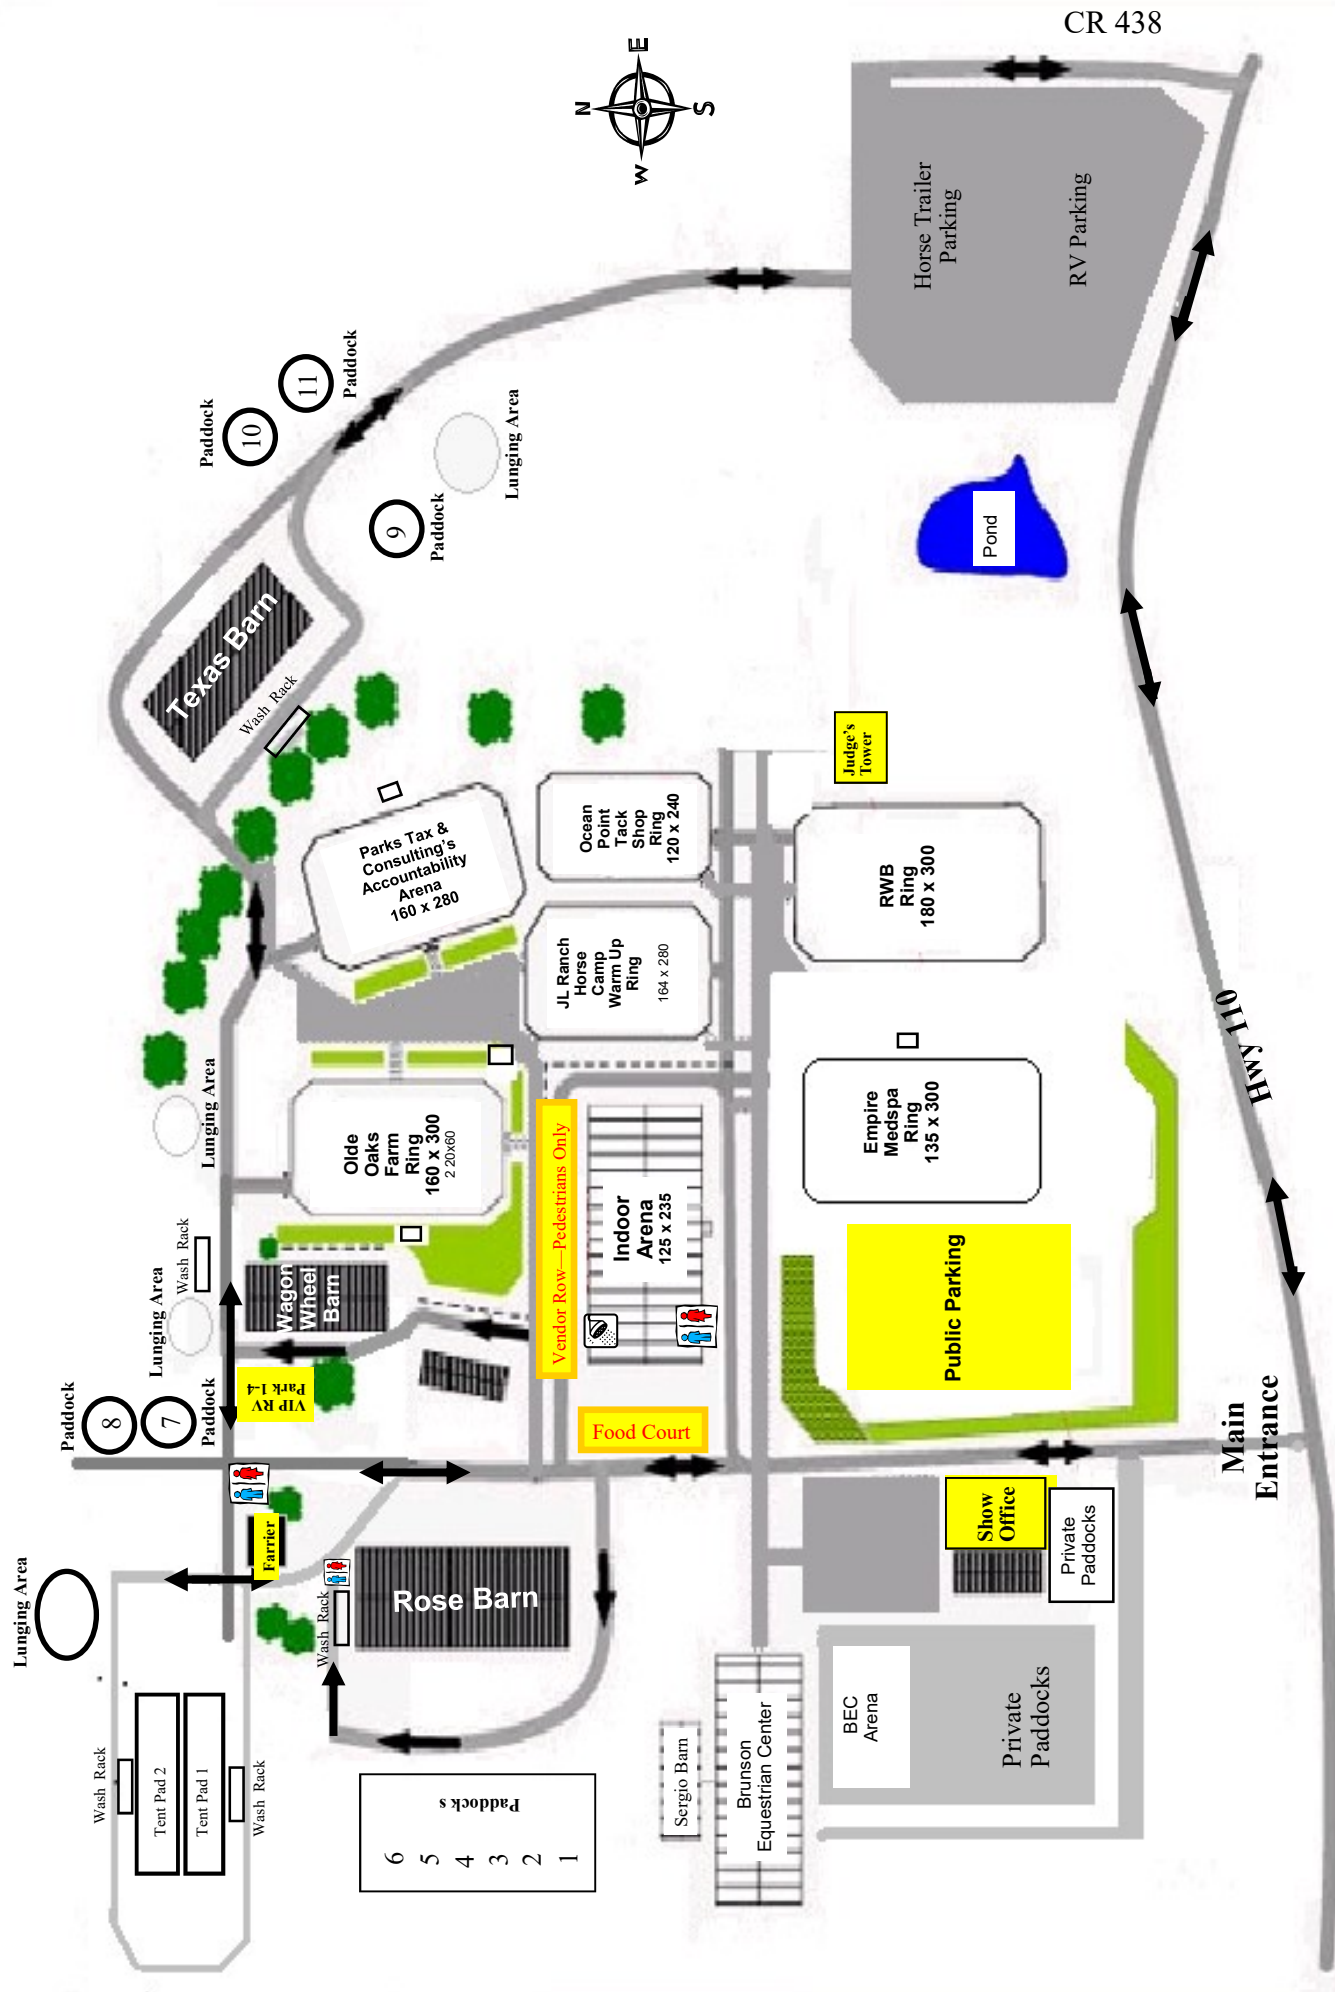 CR 438
N
E
S
W
Horse Trailer
Parking
RV Parking
Paddock
10
11
Paddock
9
Paddock
Lunging Area
Pond
Texas Barn
Wash Rack
Judge's
Tower
Parks Tax &
Consulting's
Accountability
Arena
160 x 280
Ocean
Point
Tack
Shop
Ring
120 x 240
RWB
Ring
180 x 300
JL Ranch
Horse
Camp
Warm Up
Ring
164 x 280
Hwy 110
Lunging Area
Olde
Oaks
Farm
Ring
160 x 300
2 20x60
Vendor Row—Pedestrians Only
Indoor
Arena
125 x 235
Empire
Medspa
Ring
135 x 300
Wash Rack
Lunging Area
Wagon
Wheel
Barn
Public Parking
VIP RV
Park 1-4
Paddock
8
7
Paddock
Food Court
Main
Entrance
Farrier
Show
Office
Private
Paddocks
Lunging Area
Wash Rack
Rose Barn
Wash Rack
Tent Pad 2
Tent Pad 1
Wash Rack
Paddock s
6
5
4
3
2
1
Sergio Barn
Brunson
Equestrian Center
BEC
Arena
Private
Paddocks